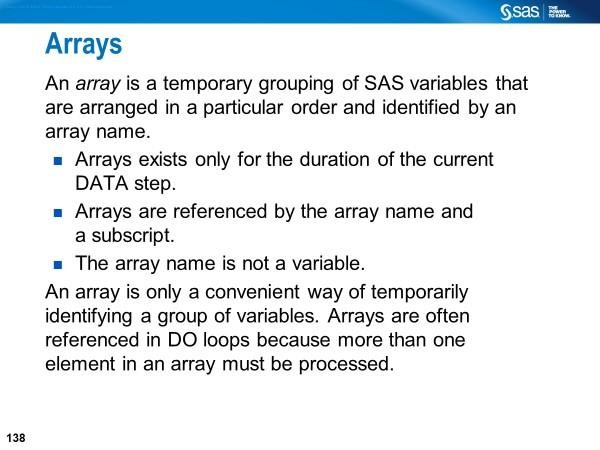 sas
THE
POWER
TO KNOW.
Arrays
An array is a temporary grouping of SAS variables that
are arranged in a particular order and identified by an
array name.
■ Arrays exists only for the duration of the current
DATA step.
■ Arrays are referenced by the array name and
a subscript.
■ The array name is not a variable.
An array is only a convenient way of temporarily
identifying a group of variables. Arrays are often
referenced in DO loops because more than one
element in an array must be processed.
138